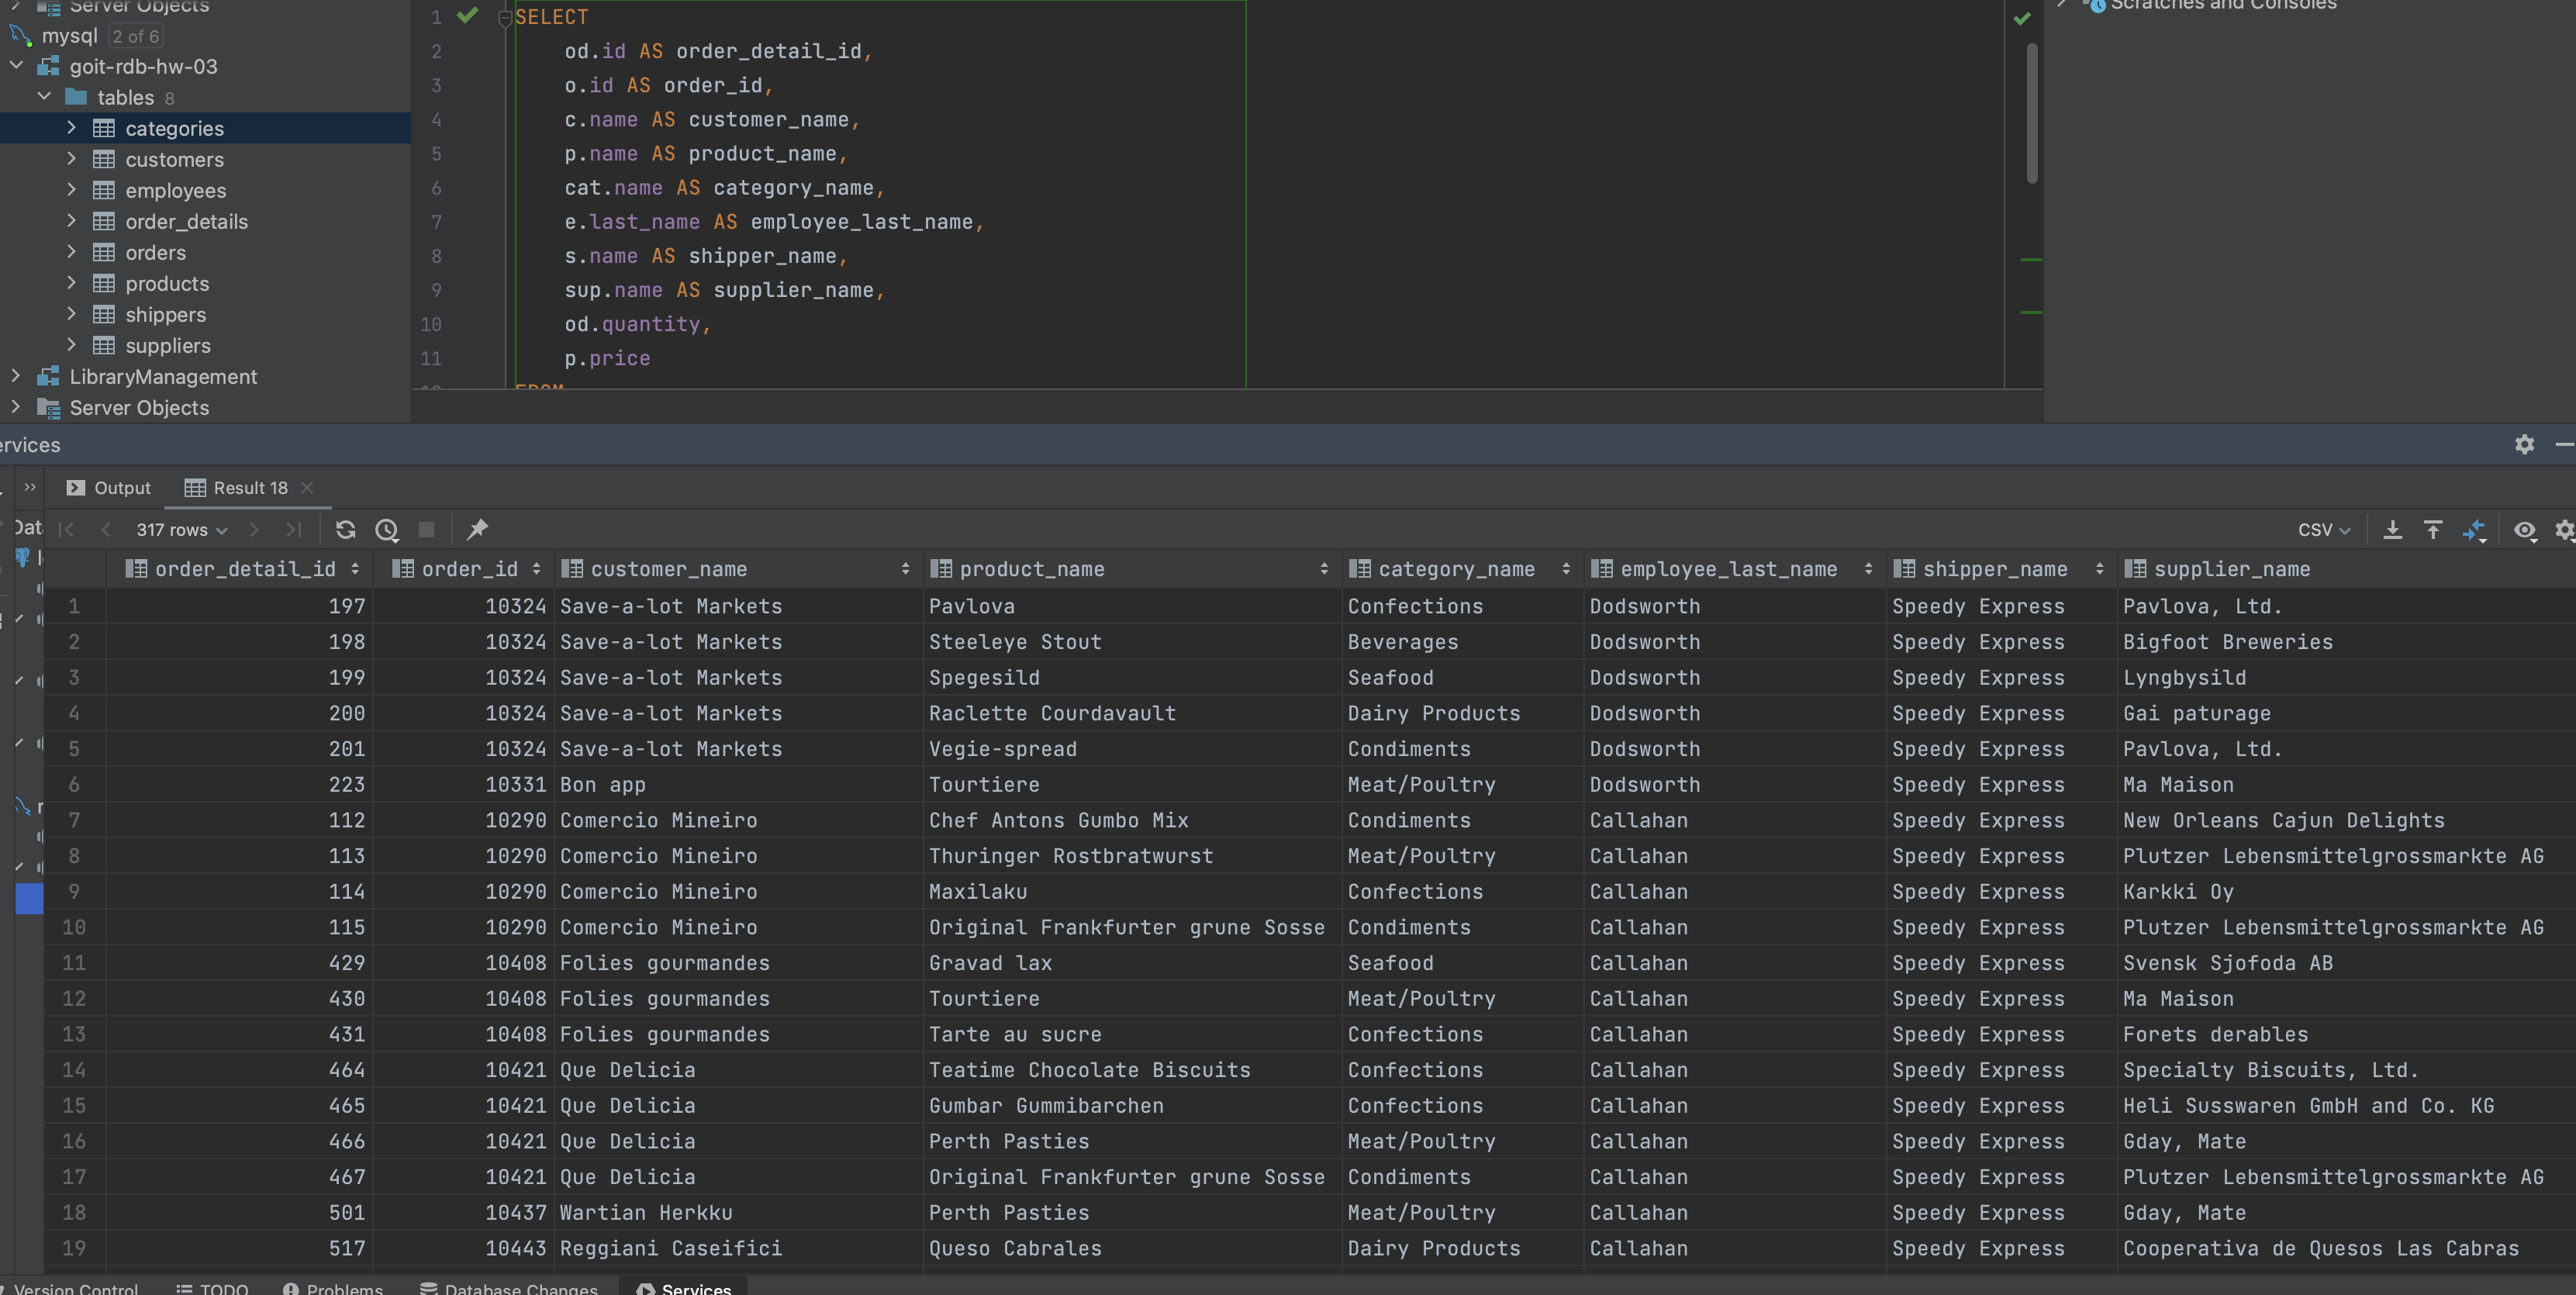 Server Objects
mysql 2 of 6
goit-rdb-hw-03
tables 8
categories
customers
employees
order_details
orders
products
shippers
suppliers
LibraryManagement
Server Objects
1 SELECT
2 od.id AS order_detail_id,
3 o.id AS order_id,
4 c.name AS customer_name,
5 p.name AS product_name,
6 cat.name AS category_name,
7 e.last_name AS employee_last_name,
8 s.name AS shipper_name,
9 sup.name AS supplier_name,
10 od.quantity,
11 p.price
FROM
Scratches and Consoles
ervices
Output Result 18
Dat
317 rows CSV
order_detail_id order_id customer_name product_name category_name employee_last_name shipper_name supplier_name
1 197 10324 Save-a-lot Markets Pavlova Confections Dodsworth Speedy Express Pavlova, Ltd.
2 198 10324 Save-a-lot Markets Steeleye Stout Beverages Dodsworth Speedy Express Bigfoot Breweries
3 199 10324 Save-a-lot Markets Spegesild Seafood Dodsworth Speedy Express Lyngbysild
4 200 10324 Save-a-lot Markets Raclette Courdavault Dairy Products Dodsworth Speedy Express Gai paturage
5 201 10324 Save-a-lot Markets Vegie-spread Condiments Dodsworth Speedy Express Pavlova, Ltd.
6 223 10331 Bon app Tourtiere Meat/Poultry Dodsworth Speedy Express Ma Maison
7 112 10290 Comercio Mineiro Chef Antons Gumbo Mix Condiments Callahan Speedy Express New Orleans Cajun Delights
8 113 10290 Comercio Mineiro Thuringer Rostbratwurst Meat/Poultry Callahan Speedy Express Plutzer Lebensmittelgrossmarkte AG
9 114 10290 Comercio Mineiro Maxilaku Confections Callahan Speedy Express Karkki Oy
10 115 10290 Comercio Mineiro Original Frankfurter grune Sosse Condiments Callahan Speedy Express Plutzer Lebensmittelgrossmarkte AG
11 429 10408 Folies gourmandes Gravad lax Seafood Callahan Speedy Express Svensk Sjofoda AB
12 430 10408 Folies gourmandes Tourtiere Meat/Poultry Callahan Speedy Express Ma Maison
13 431 10408 Folies gourmandes Tarte au sucre Confections Callahan Speedy Express Forets derables
14 464 10421 Que Delicia Teatime Chocolate Biscuits Confections Callahan Speedy Express Specialty Biscuits, Ltd.
15 465 10421 Que Delicia Gumbar Gummibarchen Confections Callahan Speedy Express Heli Susswaren GmbH and Co. KG
16 466 10421 Que Delicia Perth Pasties Meat/Poultry Callahan Speedy Express Gday, Mate
17 467 10421 Que Delicia Original Frankfurter grune Sosse Condiments Callahan Speedy Express Plutzer Lebensmittelgrossmarkte AG
18 501 10437 Wartian Herkku Perth Pasties Meat/Poultry Callahan Speedy Express Gday, Mate
19 517 10443 Reggiani Caseifici Queso Cabrales Dairy Products Callahan Speedy Express Cooperativa de Quesos Las Cabras
Version Control TODO Problems Database Changes Services